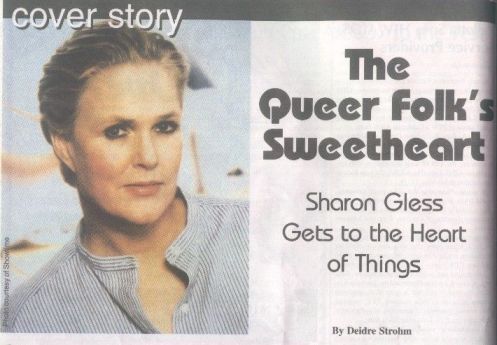 cover story
The
Queer Folk's
Sweetheart
Sharon Gless
Gets to the Heart
of Things
By Deidre Strohm
Photo courtesy of Showtime